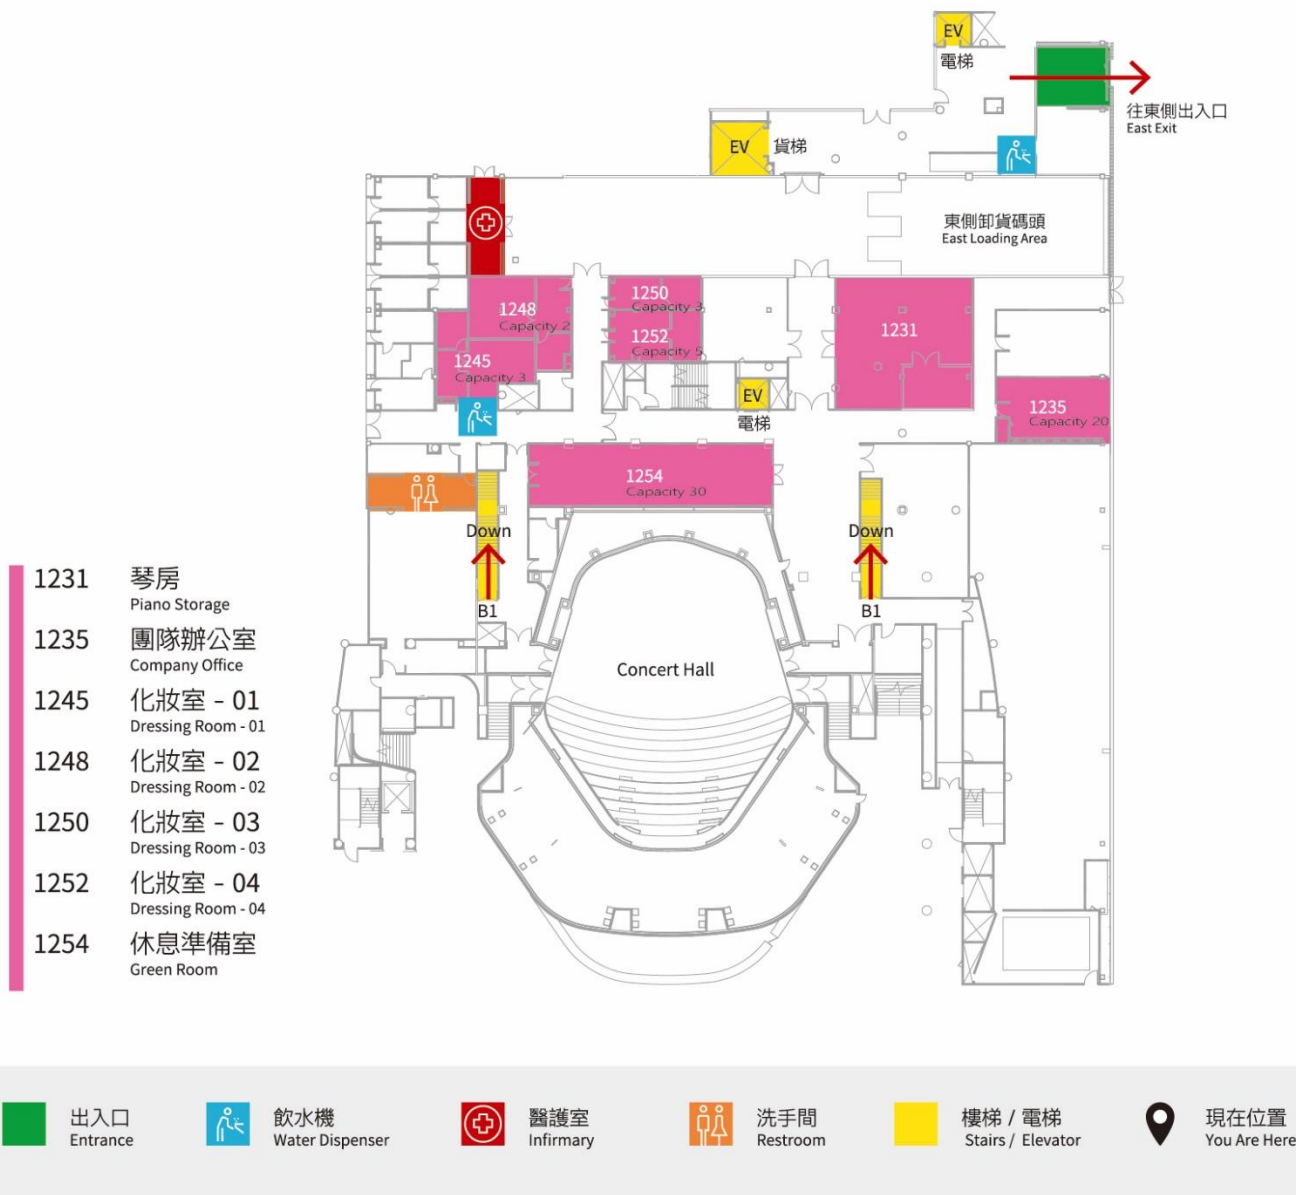 EV
電梯
往東側出入口
East Exit
EV 貨梯
東側卸貨碼頭
East Loading Area
1248
Capacity 2
1250
Capacity 3
1252
Capacity 5
1231
1245
Capacity 3
EV
電梯
1235
Capacity 20
1254
Capacity 30
Down
B1
Down
B1
Concert Hall
1231 琴房
Piano Storage
1235 團隊辦公室
Company Office
1245 化妝室 - 01
Dressing Room - 01
1248 化妝室 - 02
Dressing Room - 02
1250 化妝室 - 03
Dressing Room - 03
1252 化妝室 - 04
Dressing Room - 04
1254 休息準備室
Green Room
出入口
Entrance
飲水機
Water Dispenser
醫護室
Infirmary
洗手間
Restroom
樓梯 / 電梯
Stairs / Elevator
現在位置
You Are Here